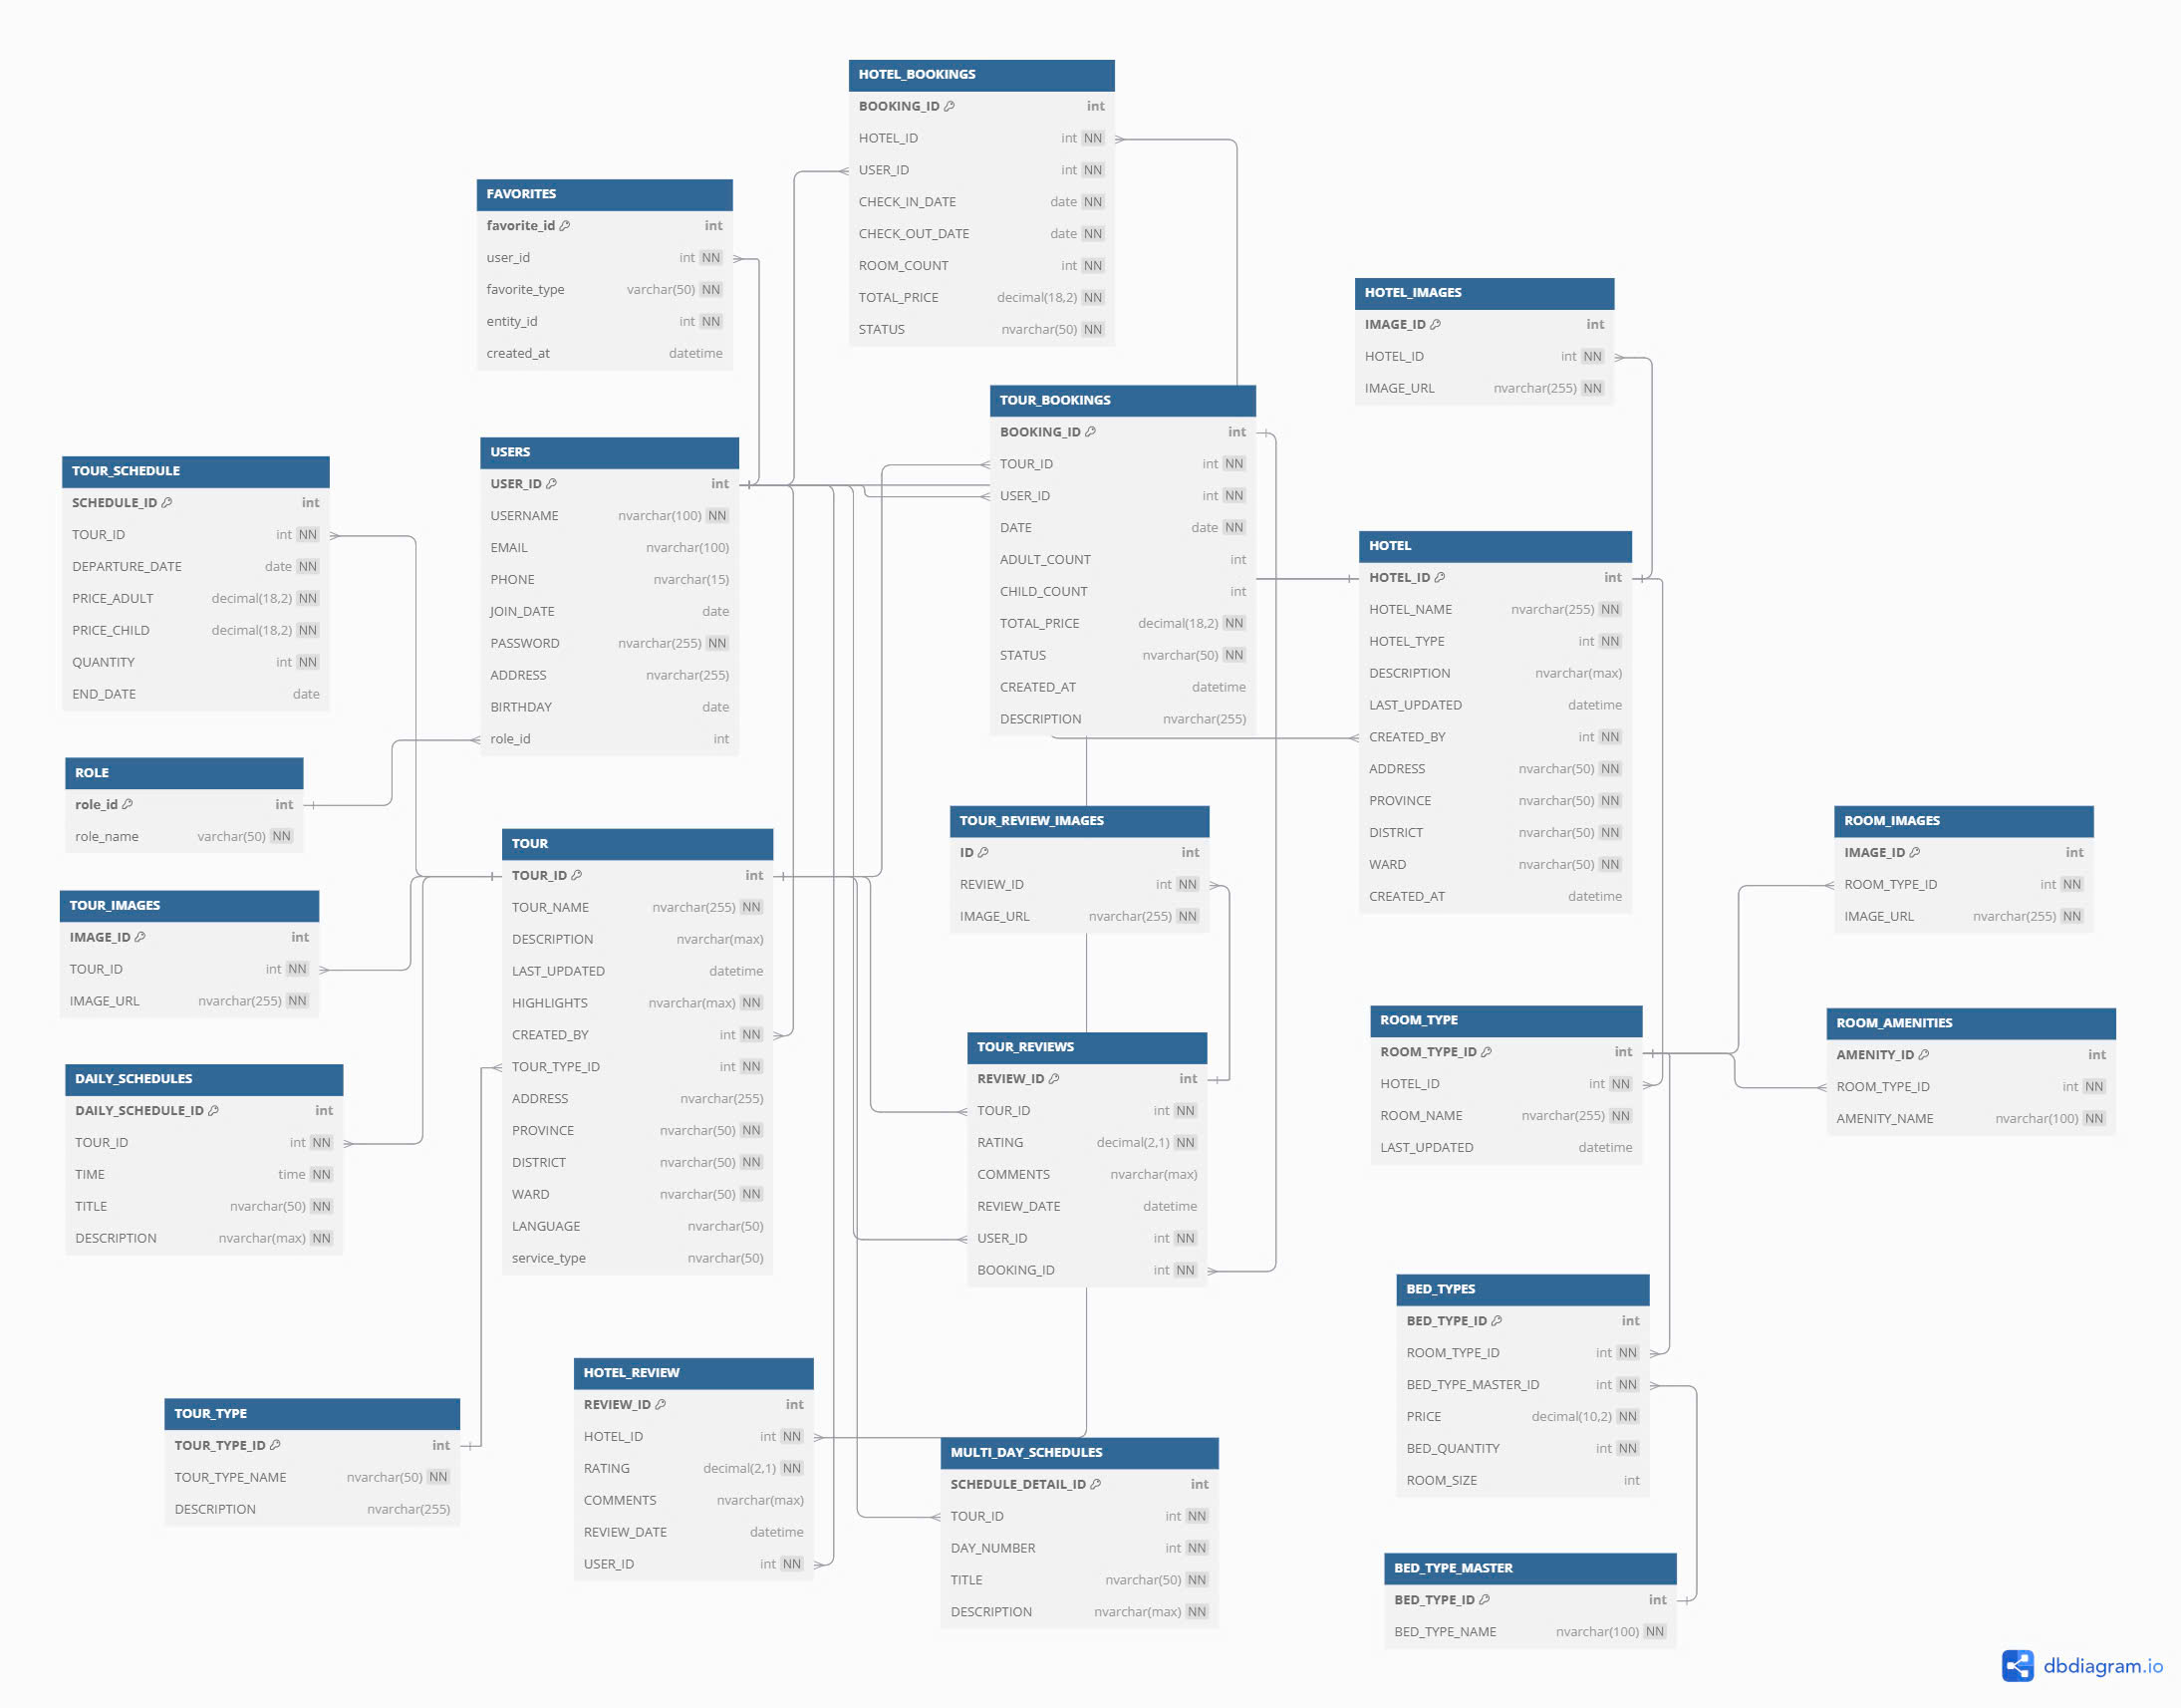 HOTEL_BOOKINGS
BOOKING_ID int
HOTEL_ID int NN
USER_ID int NN
CHECK_IN_DATE date NN
CHECK_OUT_DATE date NN
ROOM_COUNT int NN
TOTAL_PRICE decimal(18,2) NN
STATUS nvarchar(50) NN
FAVORITES
favorite_id int
user_id int NN
favorite_type varchar(50) NN
entity_id int NN
created_at datetime
HOTEL_IMAGES
IMAGE_ID int
HOTEL_ID int NN
IMAGE_URL nvarchar(255) NN
TOUR_BOOKINGS
BOOKING_ID int
TOUR_ID int NN
USER_ID int NN
DATE date NN
ADULT_COUNT int
CHILD_COUNT int
TOTAL_PRICE decimal(18,2) NN
STATUS nvarchar(50) NN
CREATED_AT datetime
DESCRIPTION nvarchar(255)
USERS
USER_ID int
USERNAME nvarchar(100) NN
EMAIL nvarchar(100)
PHONE nvarchar(15)
JOIN_DATE date
PASSWORD nvarchar(255) NN
ADDRESS nvarchar(255)
BIRTHDAY date
role_id int
TOUR_SCHEDULE
SCHEDULE_ID int
TOUR_ID int NN
DEPARTURE_DATE date NN
PRICE_ADULT decimal(18,2) NN
PRICE_CHILD decimal(18,2) NN
QUANTITY int NN
END_DATE date
HOTEL
HOTEL_ID int
HOTEL_NAME nvarchar(255) NN
HOTEL_TYPE int NN
DESCRIPTION nvarchar(max)
LAST_UPDATED datetime
CREATED_BY int NN
ADDRESS nvarchar(50) NN
PROVINCE nvarchar(50) NN
DISTRICT nvarchar(50) NN
WARD nvarchar(50) NN
CREATED_AT datetime
ROLE
role_id int
role_name varchar(50) NN
TOUR_REVIEW_IMAGES
ID int
REVIEW_ID int NN
IMAGE_URL nvarchar(255) NN
ROOM_IMAGES
IMAGE_ID int
ROOM_TYPE_ID int NN
IMAGE_URL nvarchar(255) NN
TOUR
TOUR_ID int
TOUR_NAME nvarchar(255) NN
DESCRIPTION nvarchar(max)
LAST_UPDATED datetime
HIGHLIGHTS nvarchar(max) NN
CREATED_BY int NN
TOUR_TYPE_ID int NN
ADDRESS nvarchar(255)
PROVINCE nvarchar(50) NN
DISTRICT nvarchar(50) NN
WARD nvarchar(50) NN
LANGUAGE nvarchar(50)
service_type nvarchar(50)
TOUR_IMAGES
IMAGE_ID int
TOUR_ID int NN
IMAGE_URL nvarchar(255) NN
ROOM_TYPE
ROOM_TYPE_ID int
HOTEL_ID int NN
ROOM_NAME nvarchar(255) NN
LAST_UPDATED datetime
ROOM_AMENITIES
AMENITY_ID int
ROOM_TYPE_ID int NN
AMENITY_NAME nvarchar(100) NN
TOUR_REVIEWS
REVIEW_ID int
TOUR_ID int NN
RATING decimal(2,1) NN
COMMENTS nvarchar(max)
REVIEW_DATE datetime
USER_ID int NN
BOOKING_ID int NN
DAILY_SCHEDULES
DAILY_SCHEDULE_ID int
TOUR_ID int NN
TIME time NN
TITLE nvarchar(50) NN
DESCRIPTION nvarchar(max) NN
BED_TYPES
BED_TYPE_ID int
ROOM_TYPE_ID int NN
BED_TYPE_MASTER_ID int NN
PRICE decimal(10,2) NN
BED_QUANTITY int NN
ROOM_SIZE int
HOTEL_REVIEW
REVIEW_ID int
HOTEL_ID int NN
RATING decimal(2,1) NN
COMMENTS nvarchar(max)
REVIEW_DATE datetime
USER_ID int NN
TOUR_TYPE
TOUR_TYPE_ID int
TOUR_TYPE_NAME nvarchar(50) NN
DESCRIPTION nvarchar(255)
MULTI_DAY_SCHEDULES
SCHEDULE_DETAIL_ID int
TOUR_ID int NN
DAY_NUMBER int NN
TITLE nvarchar(50) NN
DESCRIPTION nvarchar(max) NN
BED_TYPE_MASTER
BED_TYPE_ID int
BED_TYPE_NAME nvarchar(100) NN
dbdiagram.io